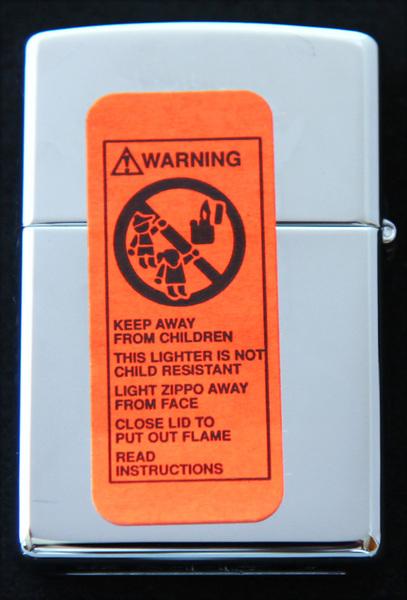 WARNING
KEEP AWAY
FROM CHILDREN
THIS LIGHTER IS NOT
CHILD RESISTANT
LIGHT ZIPPO AWAY
FROM FACE
CLOSE LID TO
PUT OUT FLAME
READ
INSTRUCTIONS